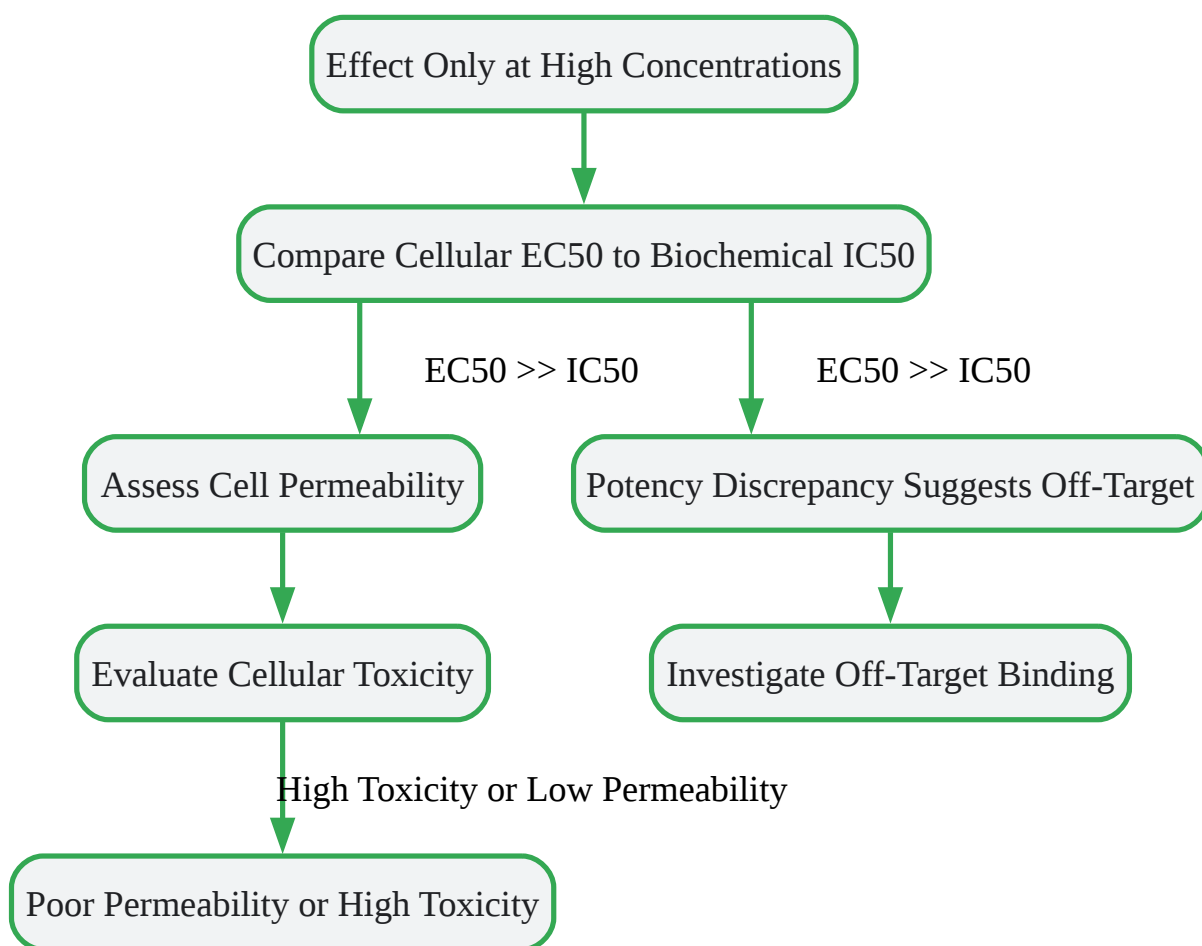 Effect Only at High Concentrations
Compare Cellular EC50 to Biochemical IC50
EC50 >> IC50
EC50 >> IC50
Assess Cell Permeability
Potency Discrepancy Suggests Off-Target
Evaluate Cellular Toxicity
Investigate Off-Target Binding
High Toxicity or Low Permeability
Poor Permeability or High Toxicity